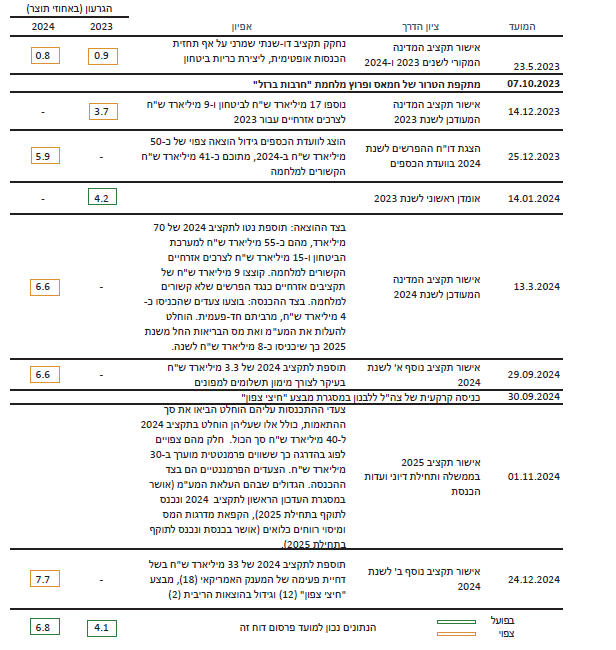 הגרעון (באחוזי תוצר)
המועד ציון הדרך אפיון 2023 2024
נחקק תקציב דו-שנתי שמרני על אף תחזית
אישור תקציב המדינה
0.9 0.8
הכנסות אופטימית, ליצירת כריות ביטחון
המקורי לשנים 2023 ו-2024
23.5.2023
07.10.2023 מתקפת הטרור של חמאס ופרוץ מלחמת "חרבות ברזל"
אישור תקציב המדינה נוספו 17 מיליארד ש"ח לביטחון ו-9 מיליארד ש"ח
14.12.2023 3.7 -
המעודכן לשנת 2023 לצרכים אזרחיים עבור 2023
הוצג לוועדת הכספים גידול הוצאה צפוי של כ-50
הצגת דו"ח ההפרשים לשנת
25.12.2023 מיליארד ש"ח ב-2024, מתוכם כ-41 מיליארד ש"ח - 5.9
2024 בוועדת הכספים
הקשורים למלחמה
14.01.2024 אומדן ראשוני לשנת 2023 4.2 -
בצד ההוצאה: תוספת נטו לתקציב 2024 של 70
מיליארד, מהם כ-55 מיליארד ש"ח למערכת
הביטחון ו-15 מיליארד ש"ח לצרכים אזרחיים
הקשורים למלחמה. קוצצו 9 מיליארד ש"ח של
אישור תקציב המדינה
13.3.2024 תקציבים אזרחיים כנגד הפרשים שלא קשורים - 6.6
המעודכן לשנת 2024
למלחמה. בצד ההכנסה: בוצעו צעדים שהכניסו כ-
4 מיליארד ש"ח, מרביתם חד-פעמית. הוחלט
להעלות את המע"מ ואת מס הבריאות החל משנת
2025 כך שיכניסו כ-8 מיליארד ש"ח לשנה.
אישור תקציב נוסף א' לשנת תוספת לתקציב 2024 של 3.3 מיליארד ש"ח
29.09.2024 - 6.6
2024 בעיקר לצורך מימון תשלומים למפונים
30.09.2024 כניסה קרקעית של צה"ל ללבנון במסגרת מבצע "חיצי צפון"
צעדי ההתכנסות עליהם הוחלט הביאו את סך
ההתאמות, כולל אלו שעליהן הוחלט בתקציב 2024
ל-40 מיליארד ש"ח סך הכול. חלק מהם צפויים
לפוג בהדרגה כך ששווים פרמנטטית מוערך ב-30
אישור תקציב 2025
מיליארד ש"ח. הצעדים הפרמננטיים הם בצד
01.11.2024 בממשלה ותחילת דיוני ועדות
ההכנסה. הגדולים שבהם העלאת המע"מ (אושר
הכנסת
במסגרת העדכון הראשון לתקציב 2024 ונכנס
לתוקף בתחילת 2025), הקפאת מדרגות המס
ומיסוי רווחים כלואים (אושר בכנסת ונכנס לתוקף
בתחילת 2025).
תוספת לתקציב 2024 של 33 מיליארד ש"ח בשל
אישור תקציב נוסף ב' לשנת
24.12.2024 דחיית פעימה של המענק האמריקאי (18), מבצע - 7.7
2024
"חיצי צפון" (12) וגידול בהוצאות הריבית (2)
בפועל
הנתונים נכון למועד פרסום דוח זה 4.1 6.8
צפוי